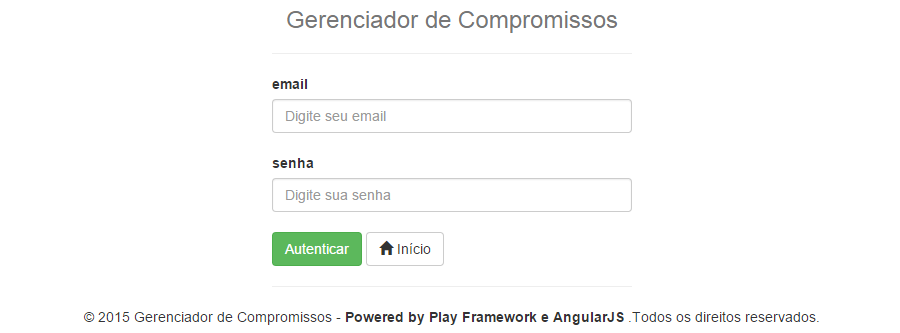 Gerenciador de Compromissos
email
Digite seu email
senha
Digite sua senha
Autenticar Início
© 2015 Gerenciador de Compromissos - Powered by Play Framework e AngularJS .Todos os direitos reservados.